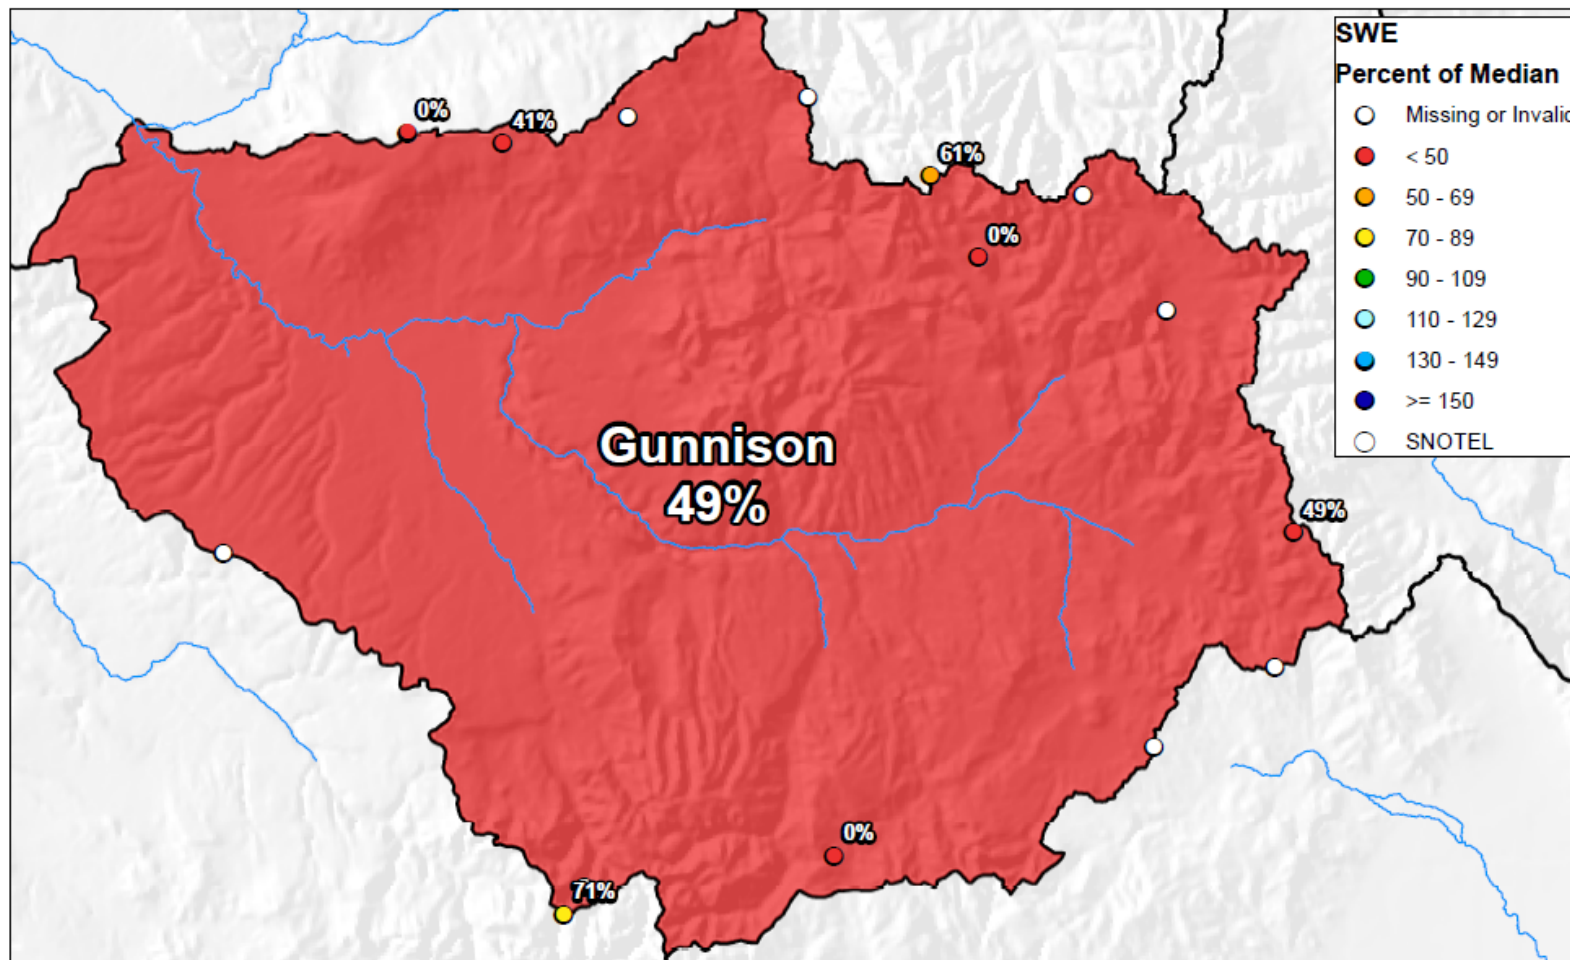 SWE
Percent of Median
Missing or Invalid
< 50
50 - 69
70 - 89
90 - 109
110 - 129
130 - 149
>= 150
SNOTEL
0%
41%
61%
0%
Gunnison
49%
49%
0%
71%